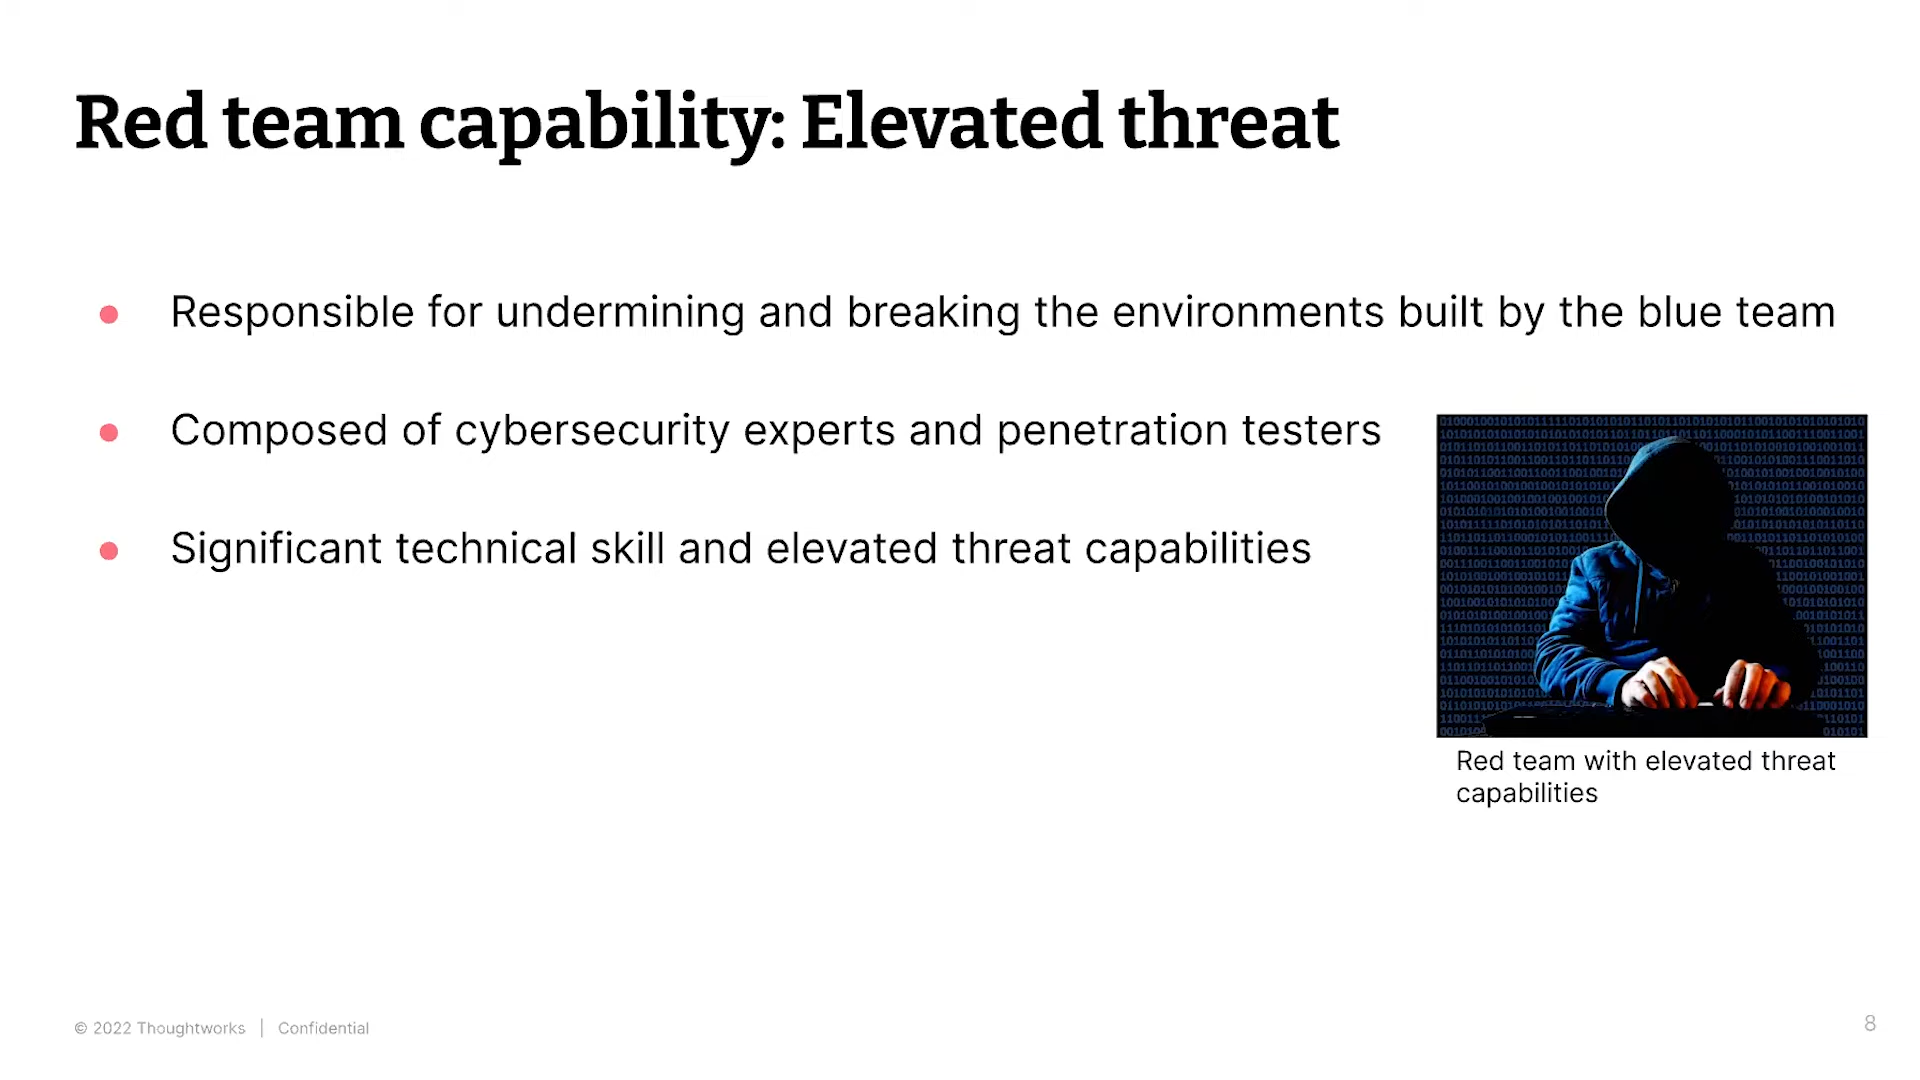 Red team capability: Elevated threat
● Responsible for undermining and breaking the environments built by the blue team
● Composed of cybersecurity experts and penetration testers
● Significant technical skill and elevated threat capabilities
Red team with elevated threat
capabilities
© 2022 Thoughtworks | Confidential
8